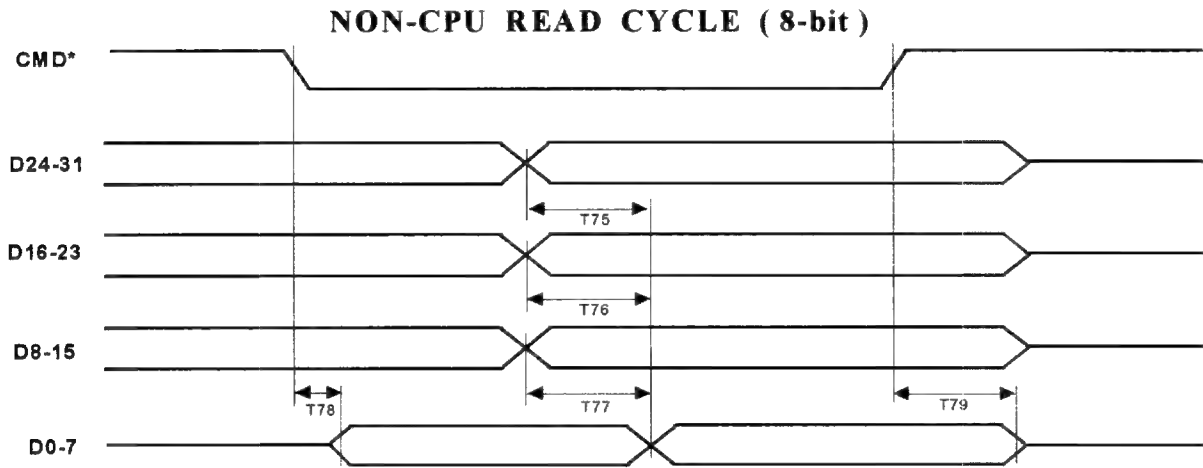 NON-CPU READ CYCLE ( 8-bit )
CMD*
D24-31
T75
D16-23
T76
D8-15
T78
T77
T79
D0-7